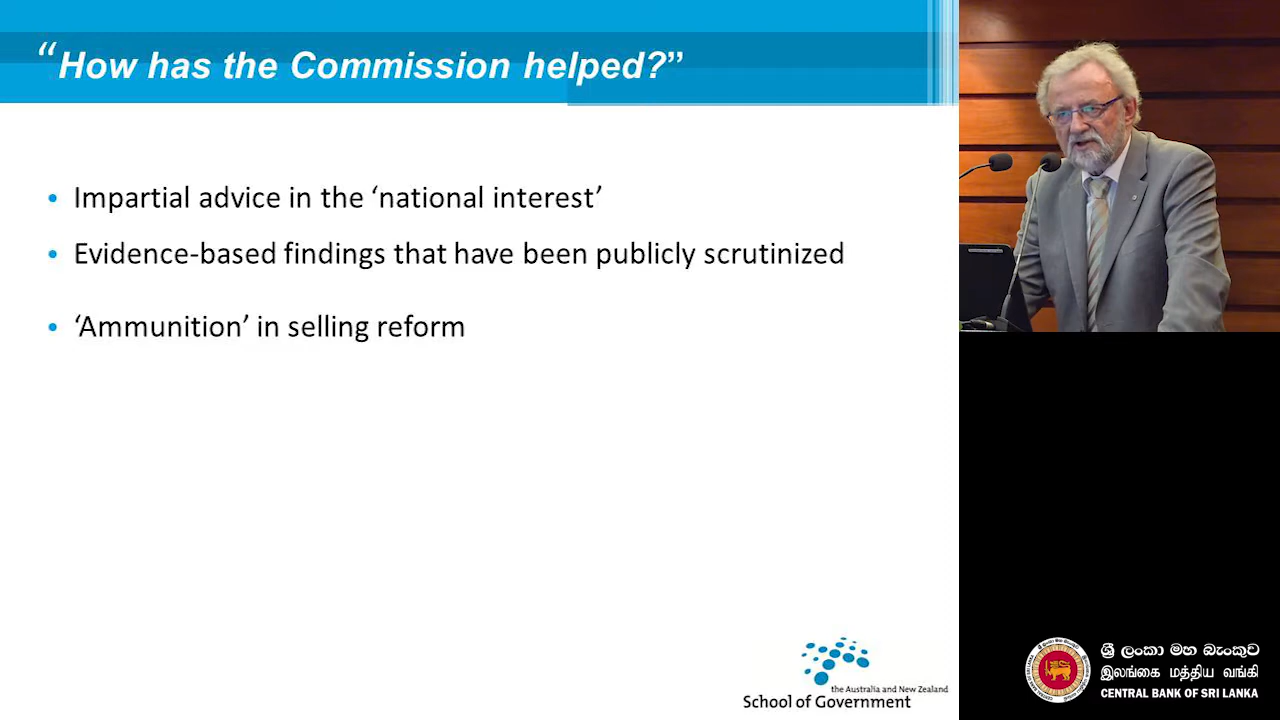 “How has the Commission helped?”
• Impartial advice in the ‘national interest’
• Evidence-based findings that have been publicly scrutinized
• ‘Ammunition’ in selling reform
the Australia and New Zealand
School of Government
ශ්‍රී ලංකා මහ බැංකුව
இலங்கை மத்திய வங்கி
CENTRAL BANK OF SRI LANKA